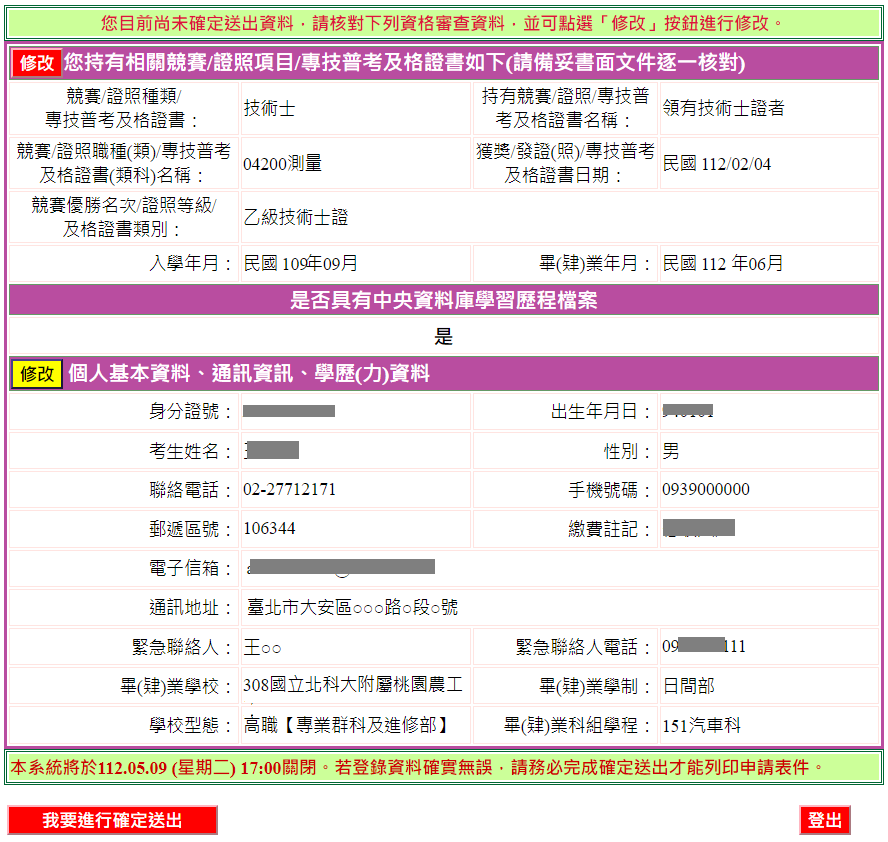 您目前尚未確定送出資料，請核對下列資格審查資料，並可點選「修改」按鈕進行修改。
修改 您持有相關競賽/證照項目/專技普考及格證書如下(請備妥書面文件逐一核對)
競賽/證照種類/
專技普考及格證書：
技術士
持有競賽/證照/專技普
考及格證書名稱：
領有技術士證者
競賽/證照職種(類)/專技普考
及格證書(類科)名稱：
04200測量
獲獎/發證(照)/專技普考
及格證書日期：
民國 112/02/04
競賽優勝名次/證照等級/
及格證書類別：
乙級技術士證
入學年月： 民國 109年09月 畢(肄)業年月： 民國 112 年06月
是否具有中央資料庫學習歷程檔案
是
修改 個人基本資料、通訊資訊、學歷(力)資料
身分證號： 出生年月日：
考生姓名： 性別： 男
聯絡電話： 02-27712171 手機號碼： 0939000000
郵遞區號： 106344 繳費註記：
電子信箱：
通訊地址： 臺北市大安區○○○路○段○號
緊急聯絡人： 王○○ 緊急聯絡人電話： 09 111
畢(肄)業學校： 308國立北科大附屬桃園農工 畢(肄)業學制： 日間部
學校型態： 高職【專業群科及進修部】 畢(肄)業科組學程： 151汽車科
本系統將於112.05.09 (星期二) 17:00關閉。若登錄資料確實無誤，請務必完成確定送出才能列印申請表件。
我要進行確定送出 登出